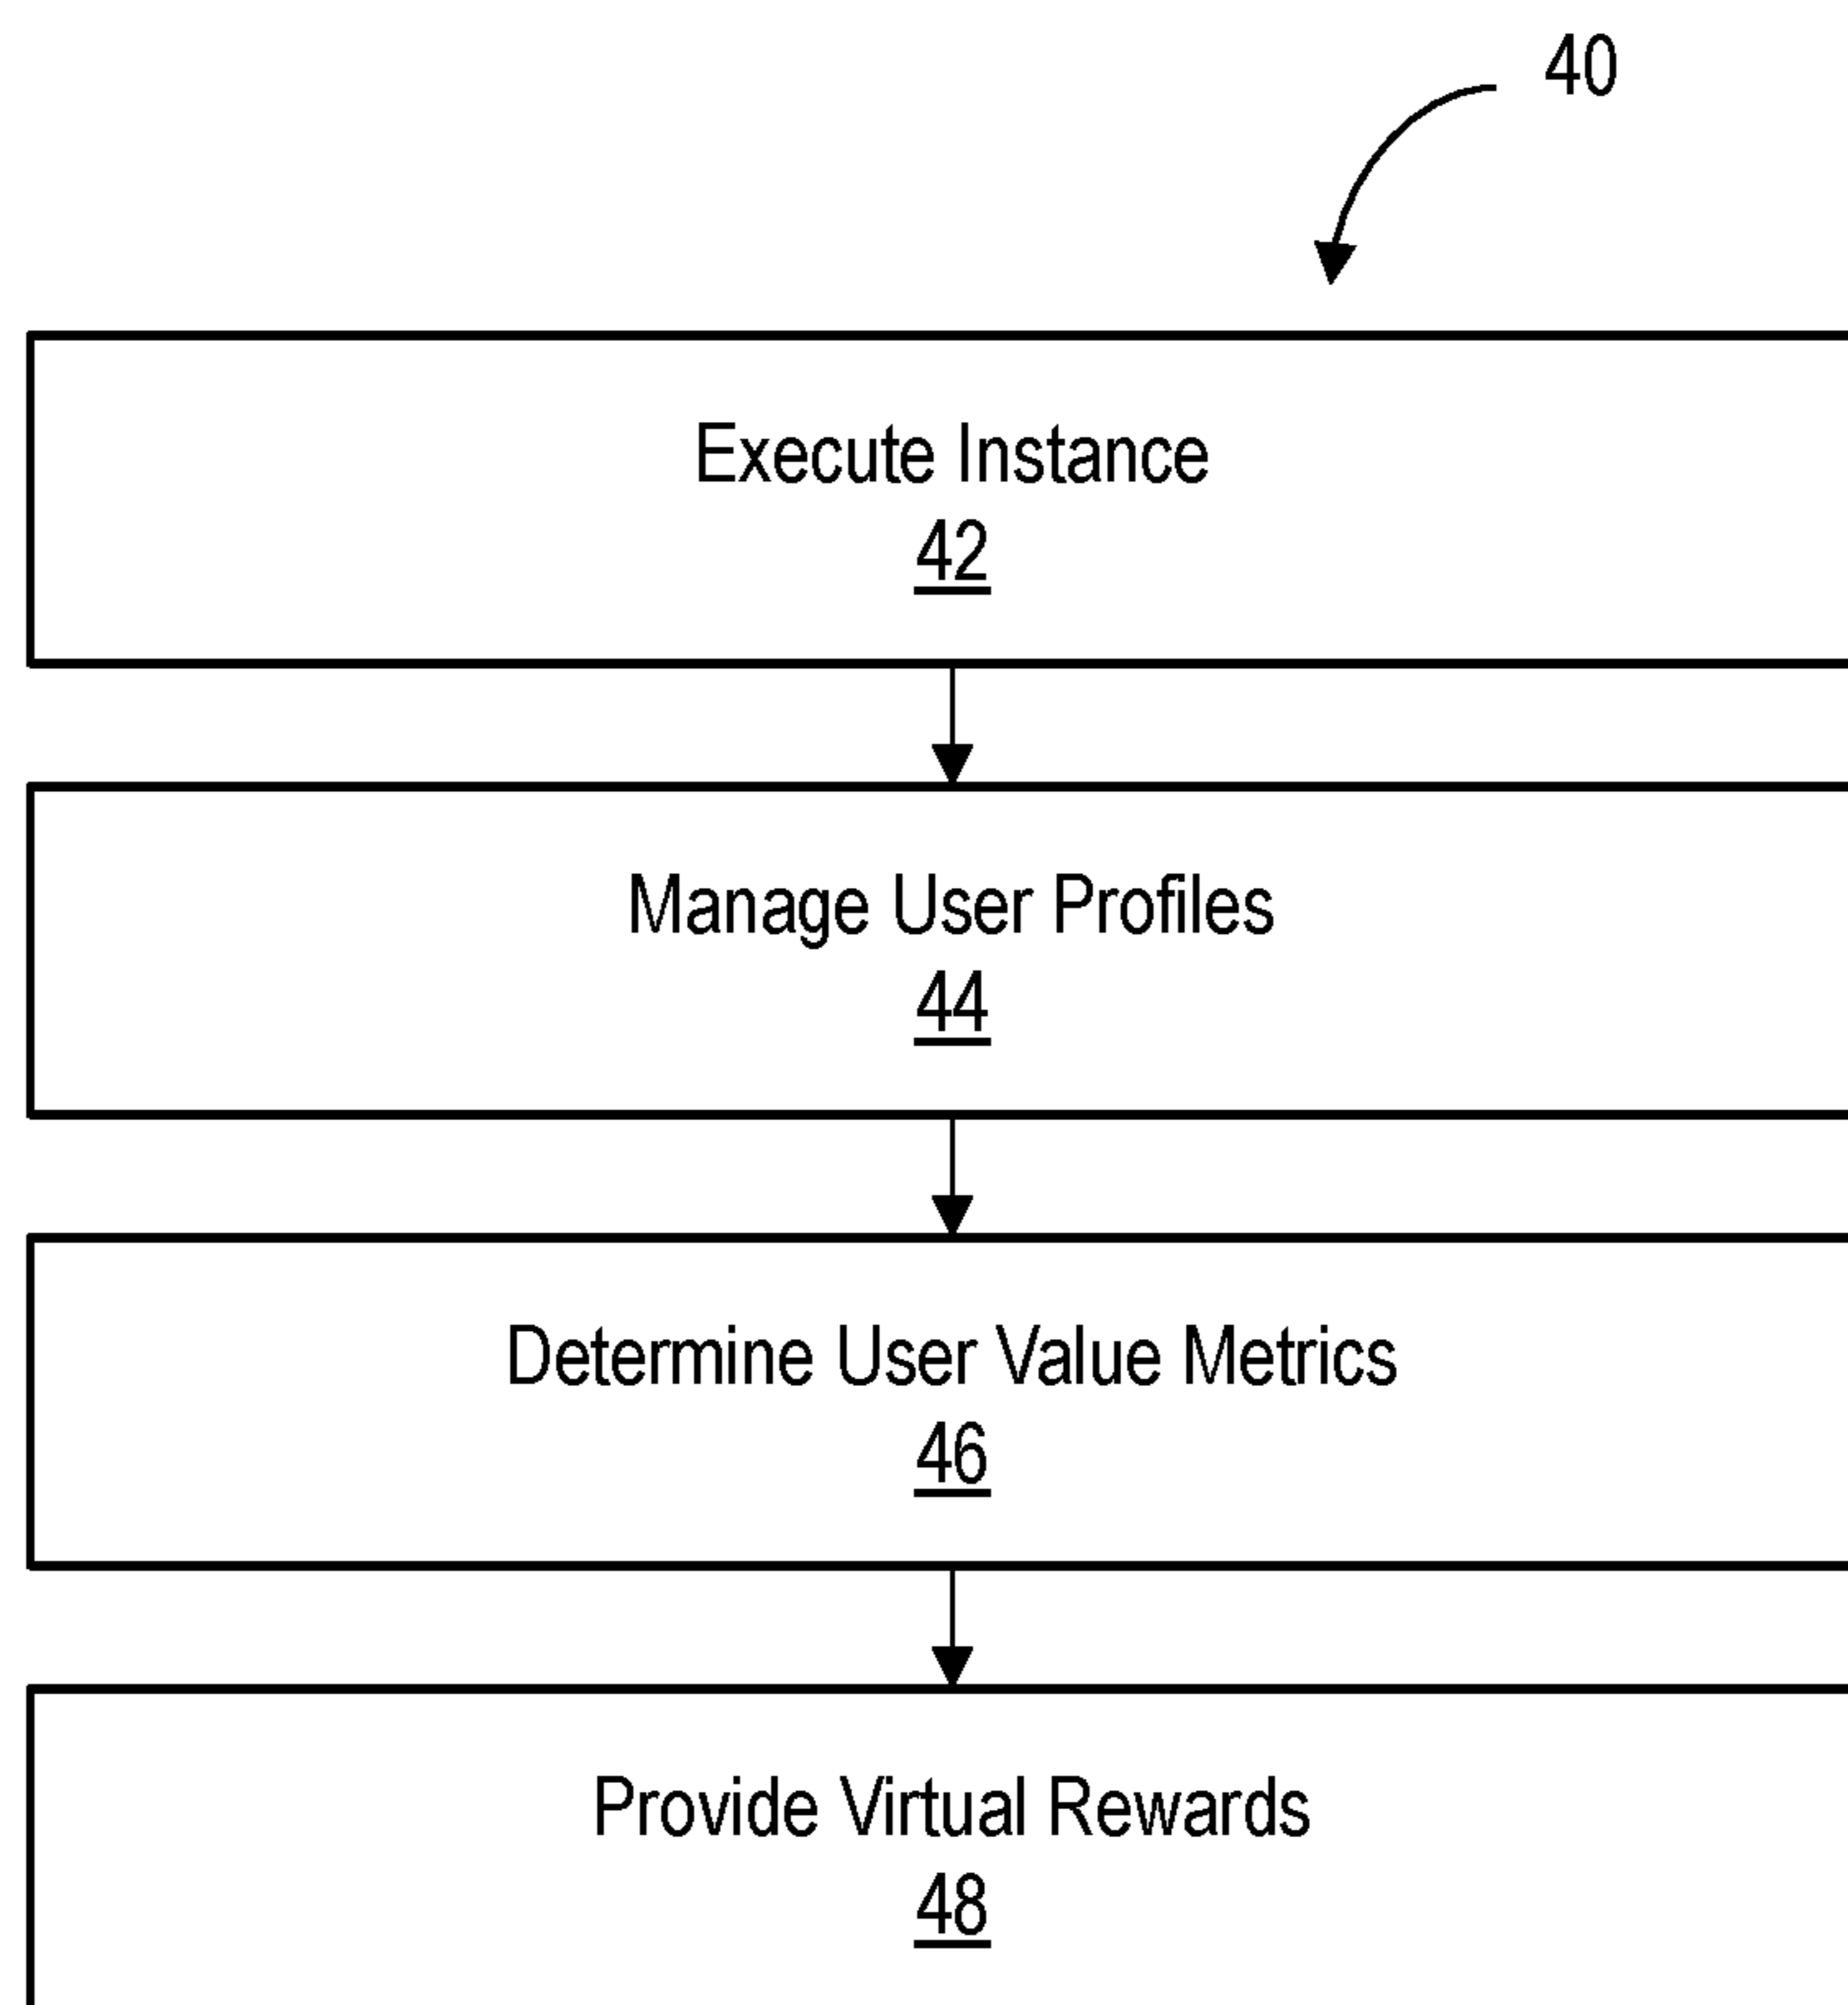 40
Execute Instance
42
Manage User Profiles
44
Determine User Value Metrics
46
Provide Virtual Rewards
48